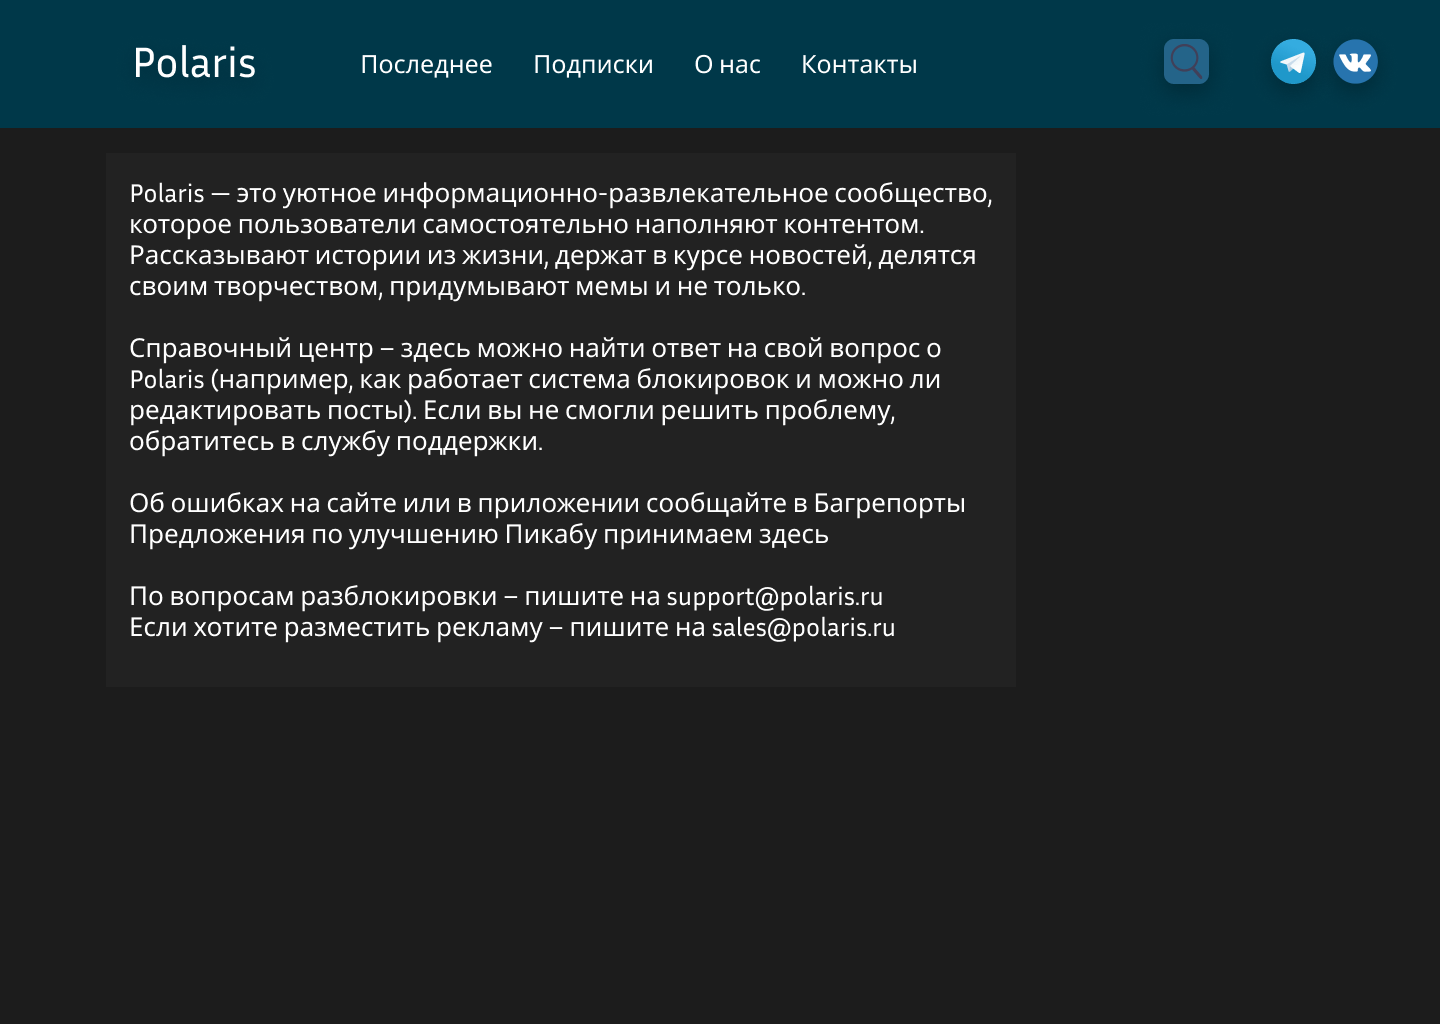 Polaris
Последнее Подписки О нас Контакты
Polaris — это уютное информационно-развлекательное сообщество,
которое пользователи самостоятельно наполняют контентом.
Рассказывают истории из жизни, держат в курсе новостей, делятся
своим творчеством, придумывают мемы и не только.
Справочный центр – здесь можно найти ответ на свой вопрос о
Polaris (например, как работает система блокировок и можно ли
редактировать посты). Если вы не смогли решить проблему,
обратитесь в службу поддержки.
Об ошибках на сайте или в приложении сообщайте в Багрепорты
Предложения по улучшению Пикабу принимаем здесь
По вопросам разблокировки – пишите на support@polaris.ru
Если хотите разместить рекламу – пишите на sales@polaris.ru